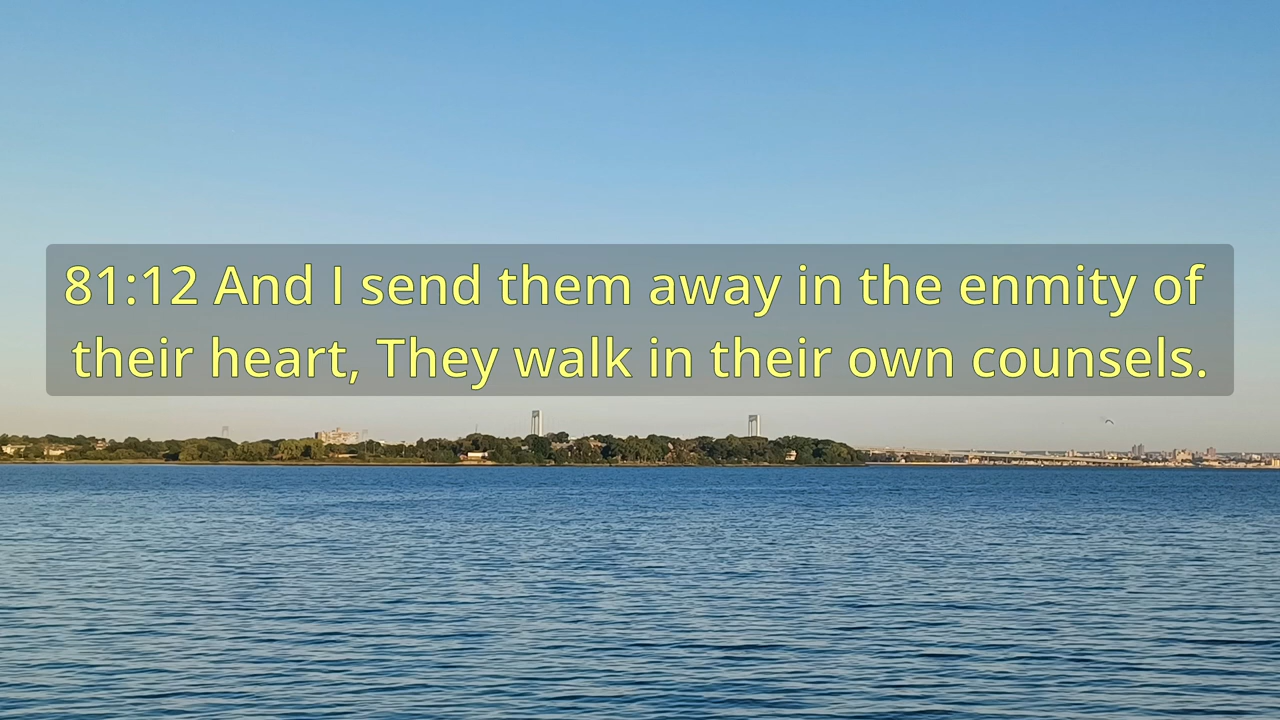 81:12 And I send them away in the enmity of
their heart, They walk in their own counsels.